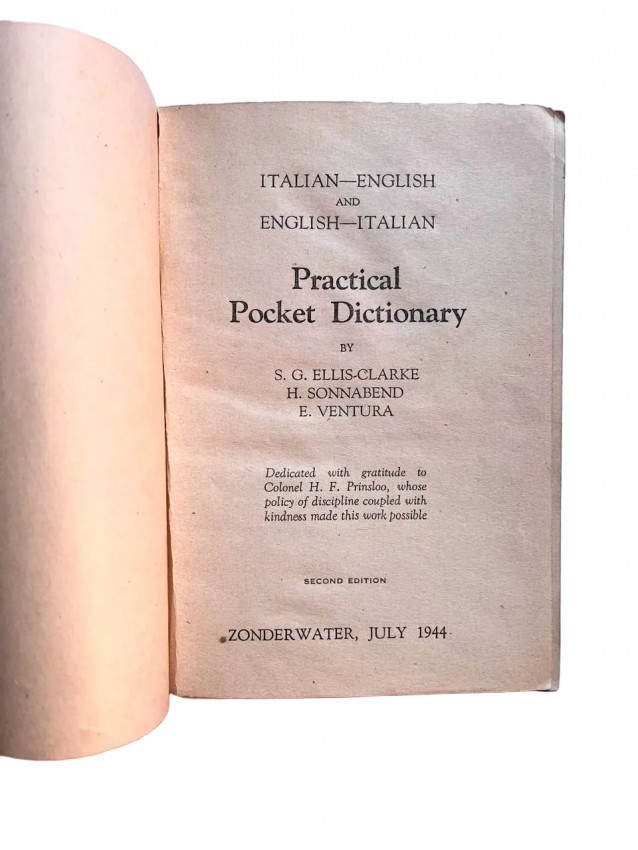 ITALIAN—ENGLISH
AND
ENGLISH—ITALIAN
Practical
Pocket Dictionary
BY
S. G. ELLIS-CLARKE
H. SONNABEND
E. VENTURA
Dedicated with gratitude to
Colonel H. F. Prinsloo, whose
policy of discipline coupled with
kindness made this work possible
SECOND EDITION
ZONDERWATER, JULY 1944